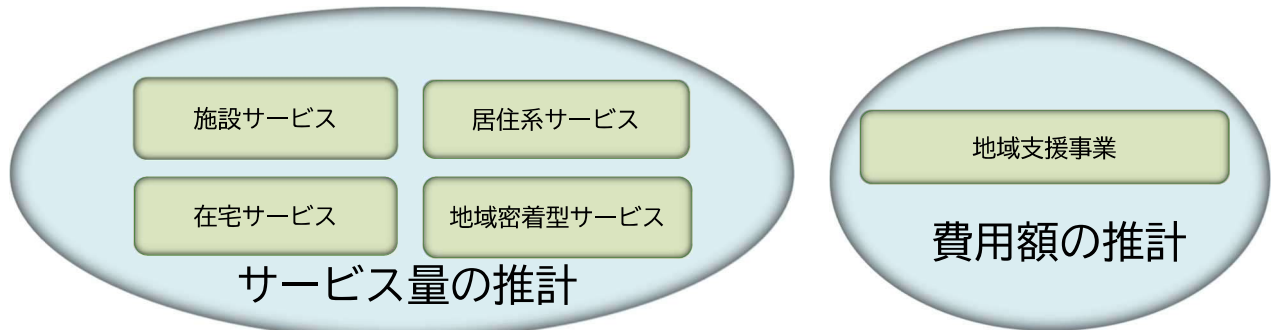 施設サービス
居住系サービス
在宅サービス
地域密着型サービス
サービス量の推計
地域支援事業
費用額の推計